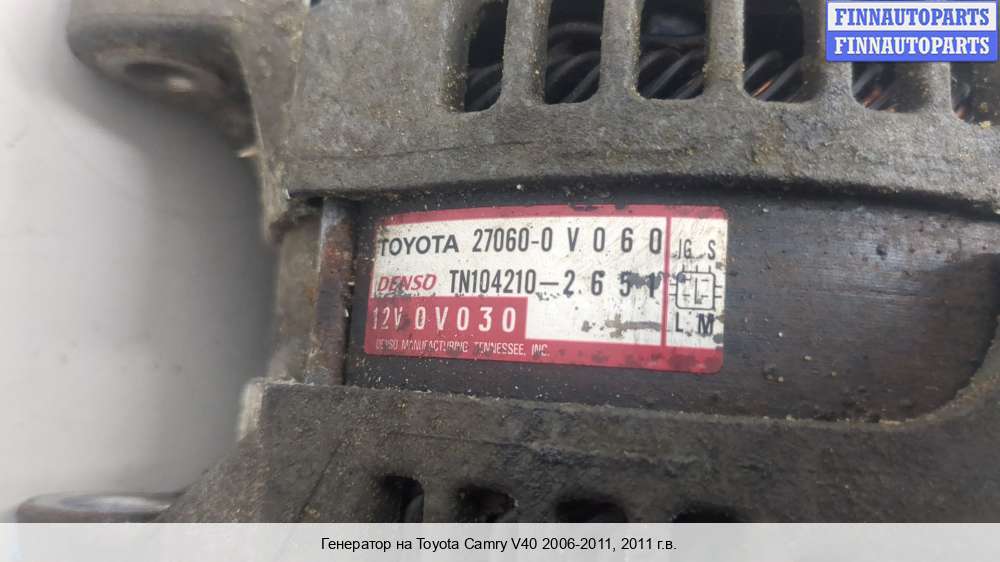 FINNAUTOPARTS
FINNAUTOPARTS
TOYOTA 27060-0V060
IG S
DENSO TN104210-2651
L
12V 0V030
L M
DENSO MANUFACTURING TENNESSEE, INC.
Генератор на Toyota Camry V40 2006-2011, 2011 г.в.